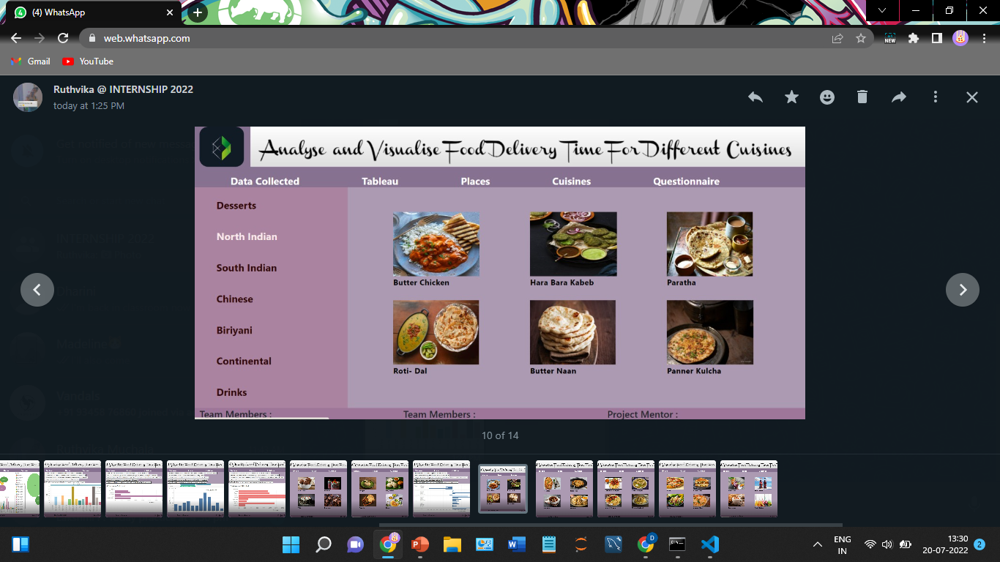 (4) WhatsApp
web.whatsapp.com
NEW
Gmail
YouTube
Ruthvika @ INTERNSHIP 2022
today at 1:25 PM
Analyse and Visualise Food Delivery Time For Different Cuisines
Data Collected Tableau Places Cuisines Questionnaire
Desserts
North Indian
South Indian
Chinese
Biriyani
Continental
Drinks
Butter Chicken Hara Bara Kabeb Paratha
Roti- Dal Butter Naan Panner Kulcha
Team Members : Team Members : Project Mentor :
10 of 14
ENG
IN
13:30
20-07-2022
2